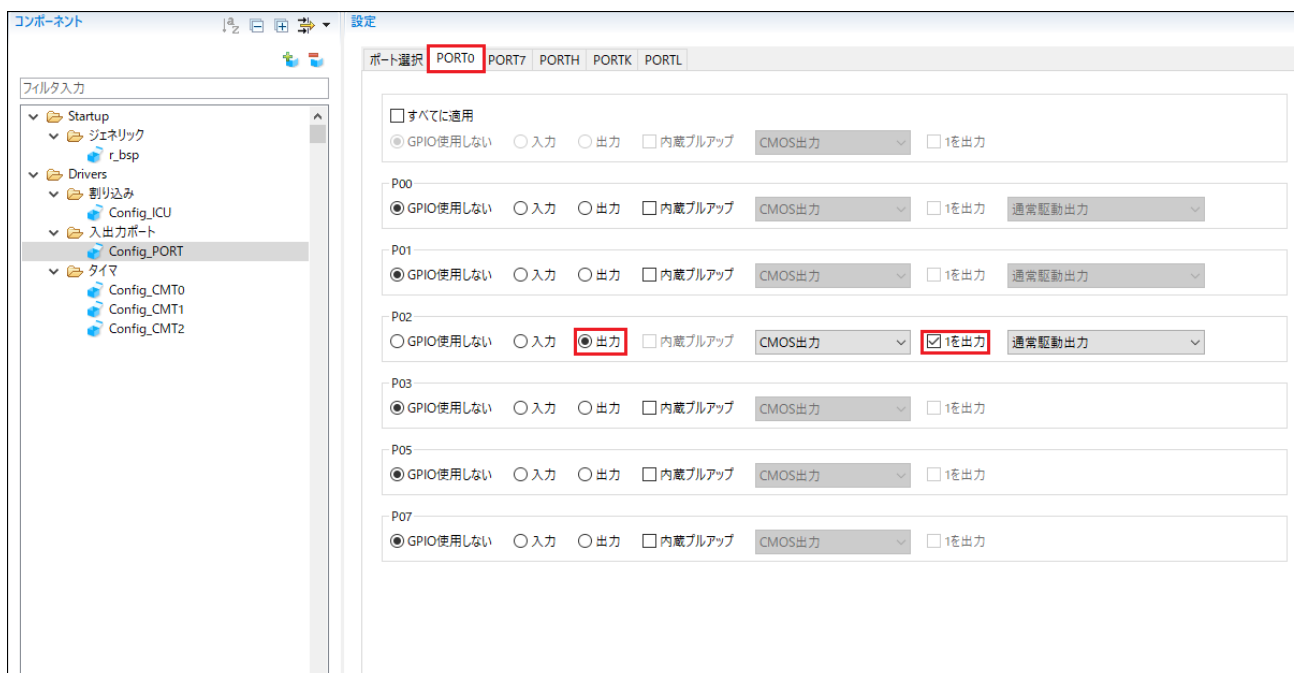 コンポーネント
設定
フィルタ入力
Startup
ジェネリック
r_bsp
Drivers
割り込み
Config_ICU
入出力ポート
Config_PORT
タイマ
Config_CMT0
Config_CMT1
Config_CMT2
ポート選択 PORT0 PORT7 PORTH PORTK PORTL
すべてに適用
GPIO使用しない 入力 出力 内蔵プルアップ CMOS出力 1を出力
P00
GPIO使用しない 入力 出力 内蔵プルアップ CMOS出力 1を出力 通常駆動出力
P01
GPIO使用しない 入力 出力 内蔵プルアップ CMOS出力 1を出力 通常駆動出力
P02
GPIO使用しない 入力 出力 内蔵プルアップ CMOS出力 1を出力 通常駆動出力
P03
GPIO使用しない 入力 出力 内蔵プルアップ CMOS出力 1を出力
P05
GPIO使用しない 入力 出力 内蔵プルアップ CMOS出力 1を出力
P07
GPIO使用しない 入力 出力 内蔵プルアップ CMOS出力 1を出力